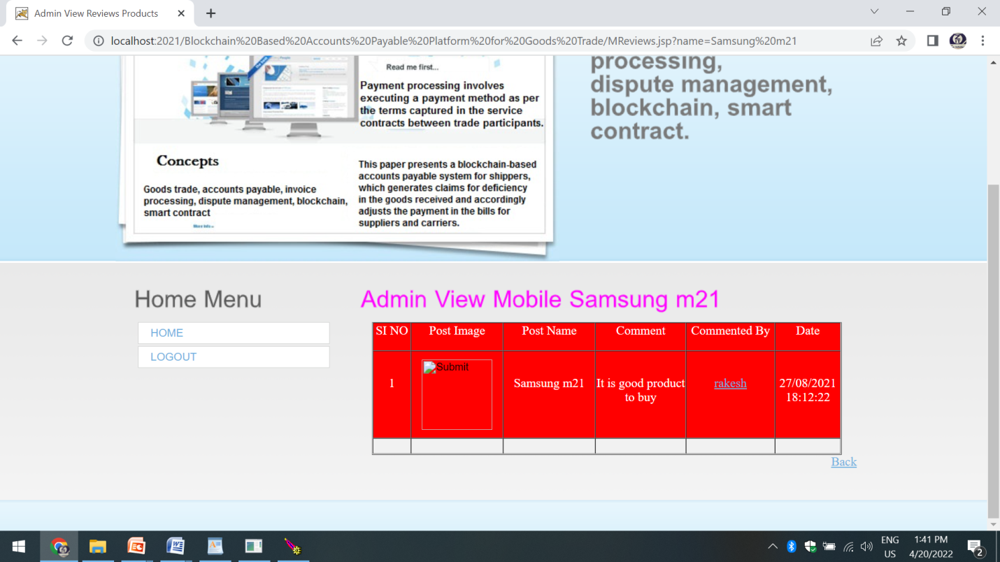 Admin View Reviews Products
localhost:2021/Blockchain%20Based%20Accounts%20Payable%20Platform%20for%20Goods%20Trade/MReviews.jsp?name=Samsung%20m21
Read me first...
Payment processing involves
executing a payment method as per
the terms captured in the service
contracts between trade participants.
processing,
dispute management,
blockchain, smart
contract.
Concepts
Goods trade, accounts payable, invoice
processing, dispute management, blockchain,
smart contract
More Info »
This paper presents a blockchain-based
accounts payable system for shippers,
which generates claims for deficiency
in the goods received and accordingly
adjusts the payment in the bills for
suppliers and carriers.
Home Menu
HOME
LOGOUT
Admin View Mobile Samsung m21
SI NO Post Image Post Name Comment Commented By Date
1 Submit Samsung m21 It is good product rakesh 27/08/2021
to buy 18:12:22
Back
ENG 1:41 PM
US 4/20/2022 2